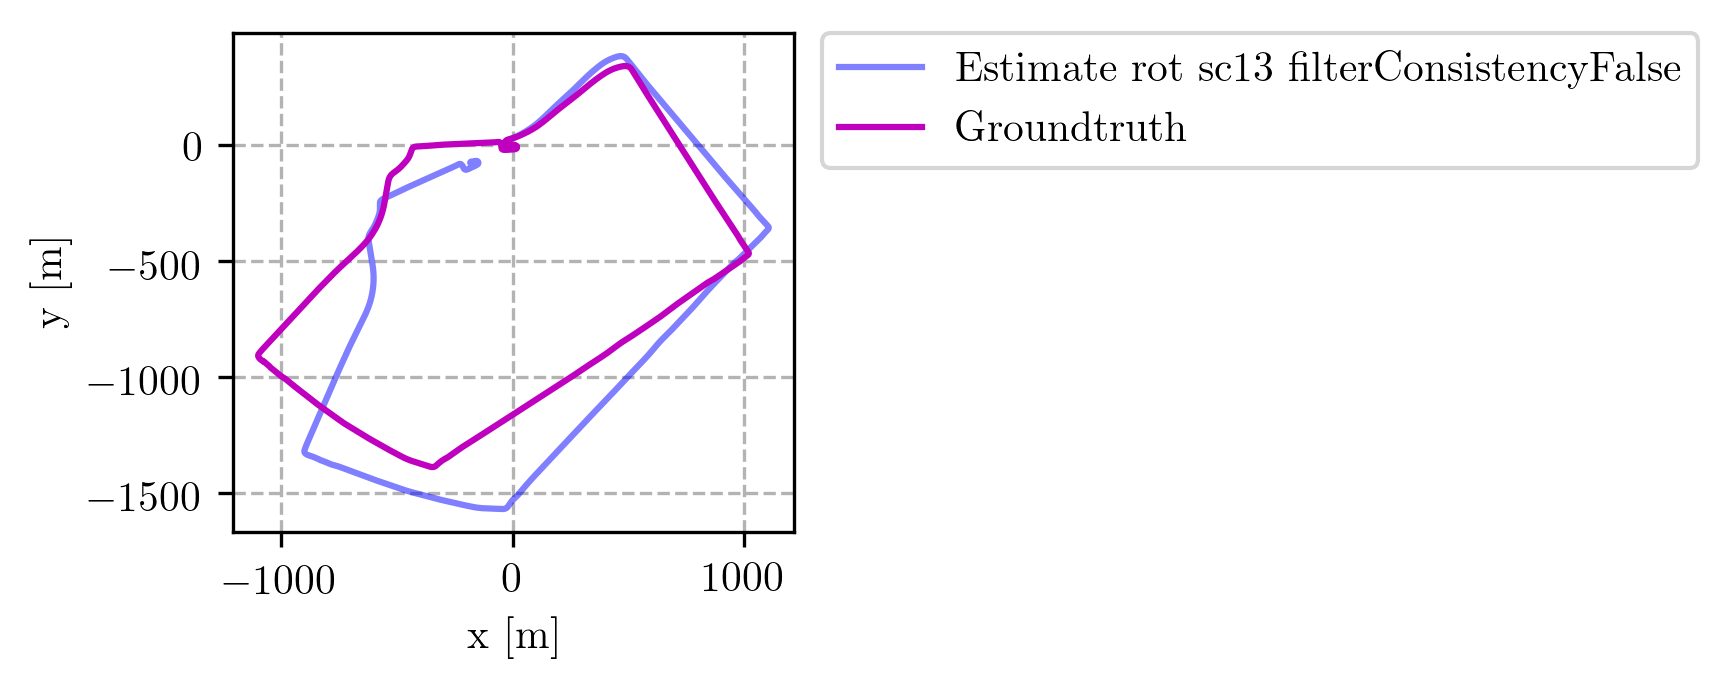 Estimate rot sc13 filterConsistencyFalse
Groundtruth
0
−500
−1000
−1500
y [m]
−1000 0 1000
x [m]